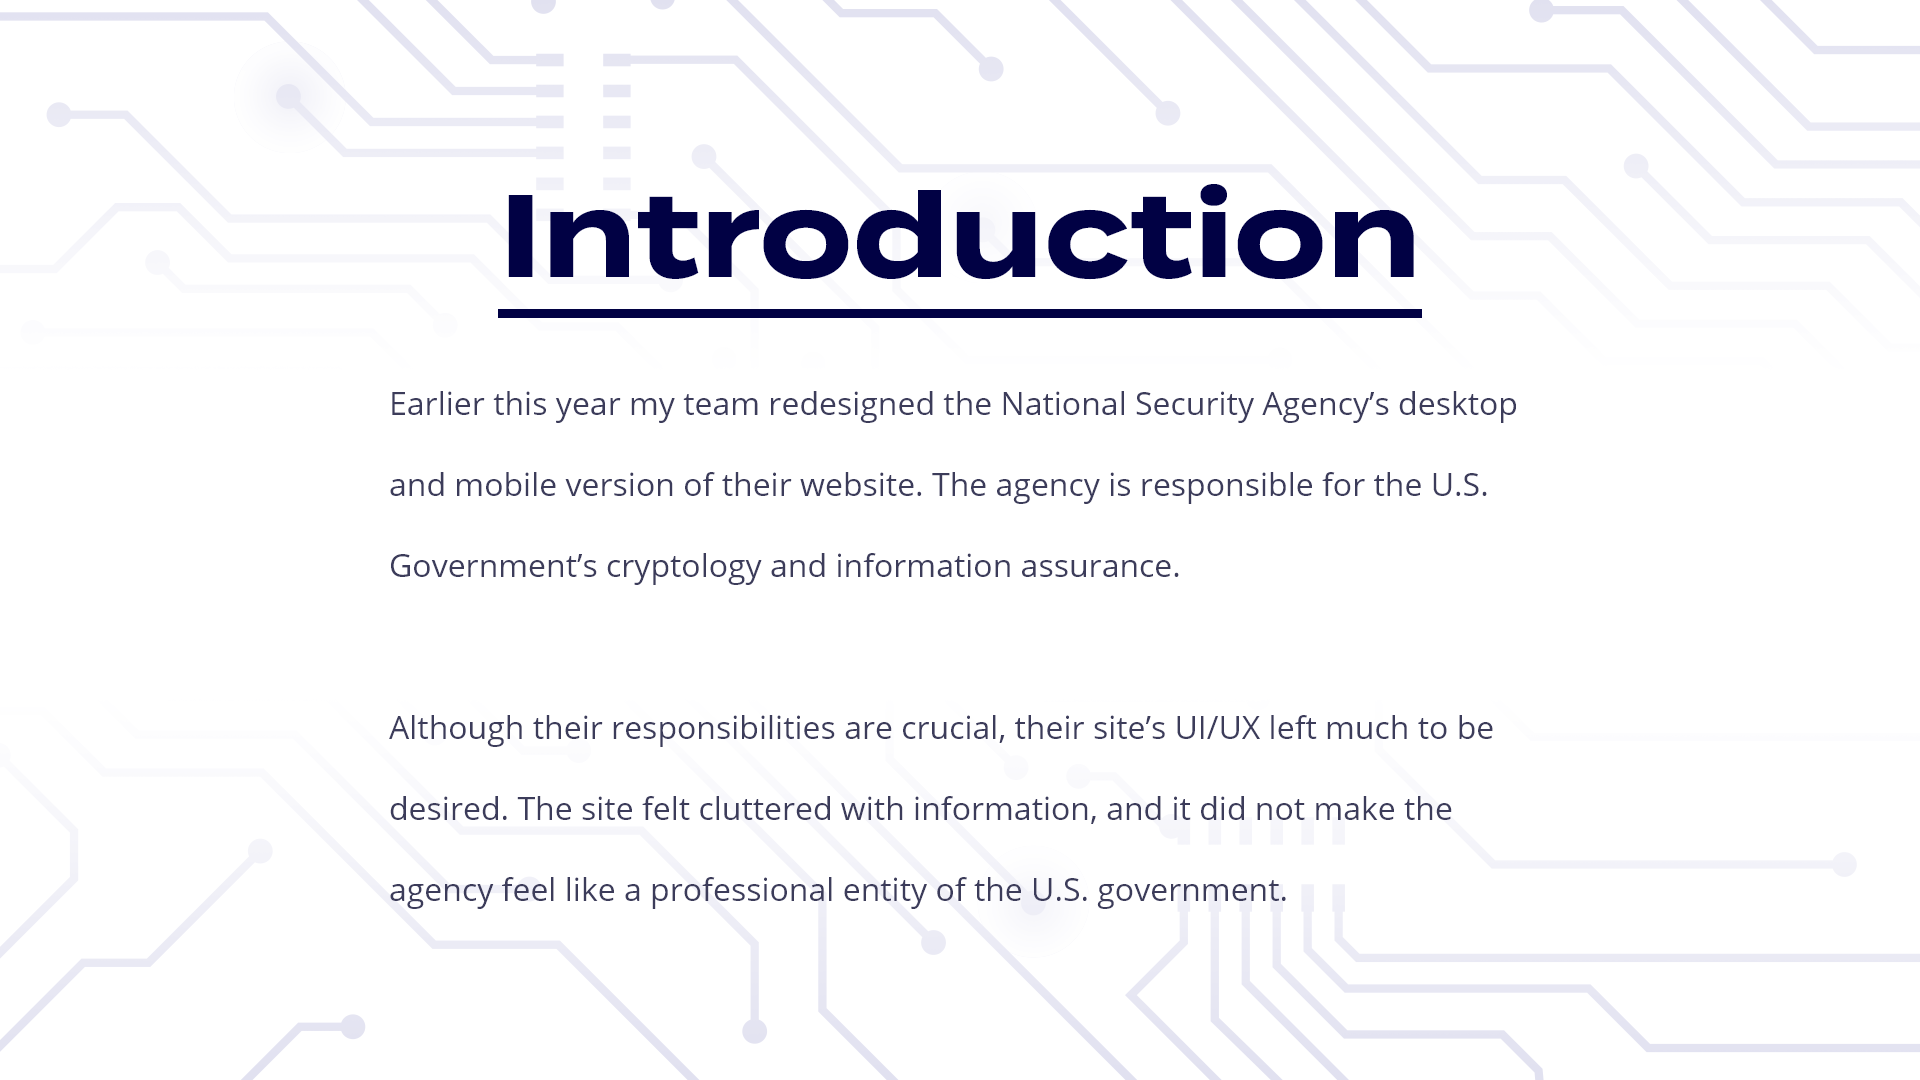 Introduction
Earlier this year my team redesigned the National Security Agency’s desktop
and mobile version of their website. The agency is responsible for the U.S.
Government’s cryptology and information assurance.
Although their responsibilities are crucial, their site’s UI/UX left much to be
desired. The site felt cluttered with information, and it did not make the
agency feel like a professional entity of the U.S. government.